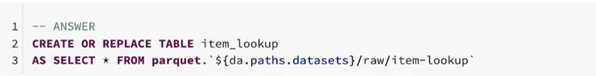 1 -- ANSWER
2 CREATE OR REPLACE TABLE item_lookup
3 AS SELECT * FROM parquet.`${da.paths.datasets}/raw/item-lookup`